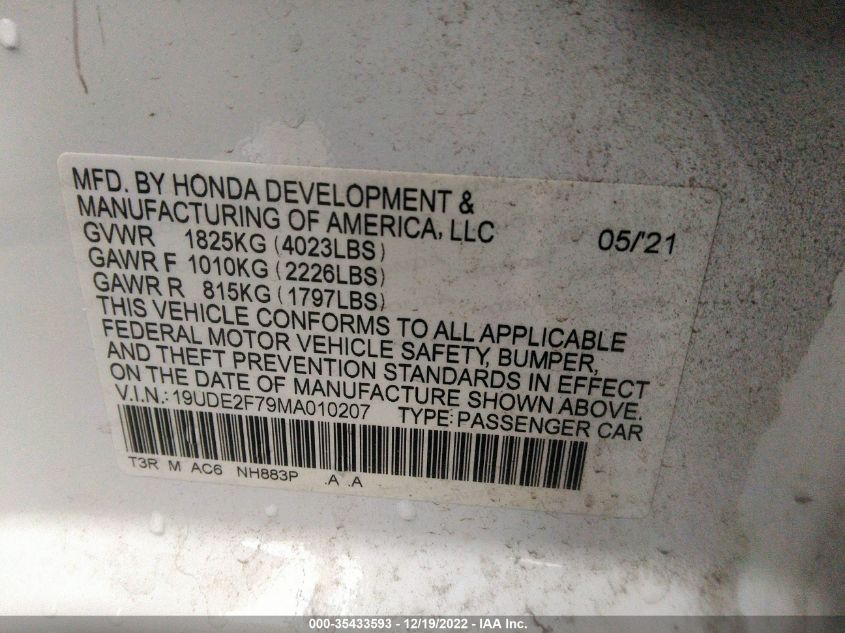 MFD. BY HONDA DEVELOPMENT &
MANUFACTURING OF AMERICA, LLC 05/'21
GVWR 1825KG (4023LBS)
GAWR F 1010KG (2226LBS)
GAWR R 815KG (1797LBS)
THIS VEHICLE CONFORMS TO ALL APPLICABLE
FEDERAL MOTOR VEHICLE SAFETY, BUMPER,
AND THEFT PREVENTION STANDARDS IN EFFECT
ON THE DATE OF MANUFACTURE SHOWN ABOVE.
V.I.N.: 19UDE2F79MA010207 TYPE: PASSENGER CAR
T3R M AC6 NH883P .A .A
000-35433593 - 12/19/2022 - IAA Inc.